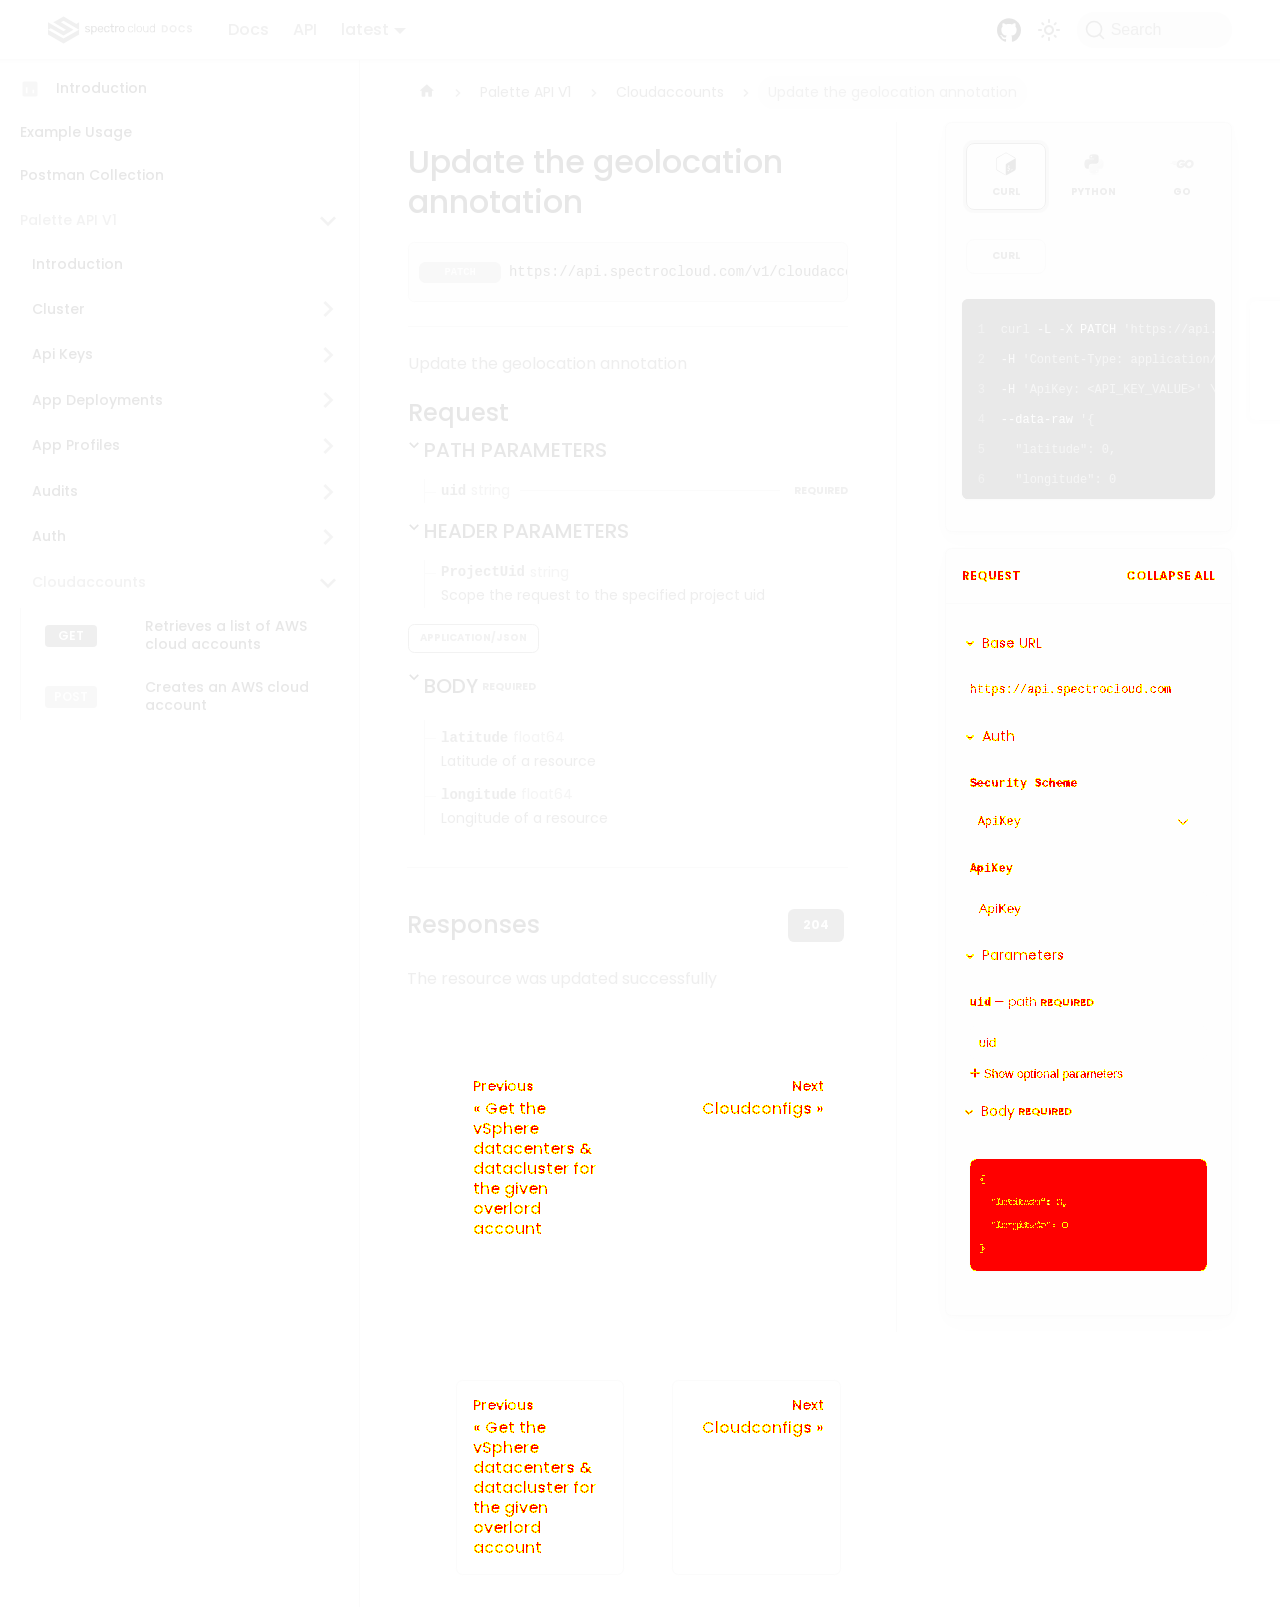 spectro cloud DOCS
Docs
API
latest
Search
Introduction
Example Usage
Postman Collection
Palette API V1
Introduction
Cluster
Api Keys
App Deployments
App Profiles
Audits
Auth
Cloudaccounts
GET
Retrieves a list of AWS
cloud accounts
POST
Creates an AWS cloud
account
Palette API V1
Cloudaccounts
Update the geolocation annotation
Update the geolocation
annotation
PATCH
https://api.spectrocloud.com/v1/cloudacc
Update the geolocation annotation
Request
PATH PARAMETERS
uid string
REQUIRED
HEADER PARAMETERS
ProjectUid string
Scope the request to the specified project uid
APPLICATION/JSON
BODY REQUIRED
latitude float64
Latitude of a resource
longitude float64
Longitude of a resource
Responses
204
The resource was updated successfully
Previous
« Get the
vSphere
datacenters &
datacluster for
the given
overlord
account
Next
Cloudconfigs »
Previous
« Get the
vSphere
datacenters &
datacluster for
the given
overlord
account
Next
Cloudconfigs »
CURL
PYTHON
GO
CURL
1 curl -L -X PATCH 'https://api.
2 -H 'Content-Type: application/
3 -H 'ApiKey: <API_KEY_VALUE>' \
4 --data-raw '{
5 "latitude": 0,
6 "longitude": 0
REQUEST
COLLAPSE ALL
Base URL
https://api.spectrocloud.com
Auth
Security Scheme
ApiKey
ApiKey
ApiKey
Parameters
uid — path REQUIRED
uid
Show optional parameters
Body REQUIRED
{
"latitude": 0,
"longitude": 0
}